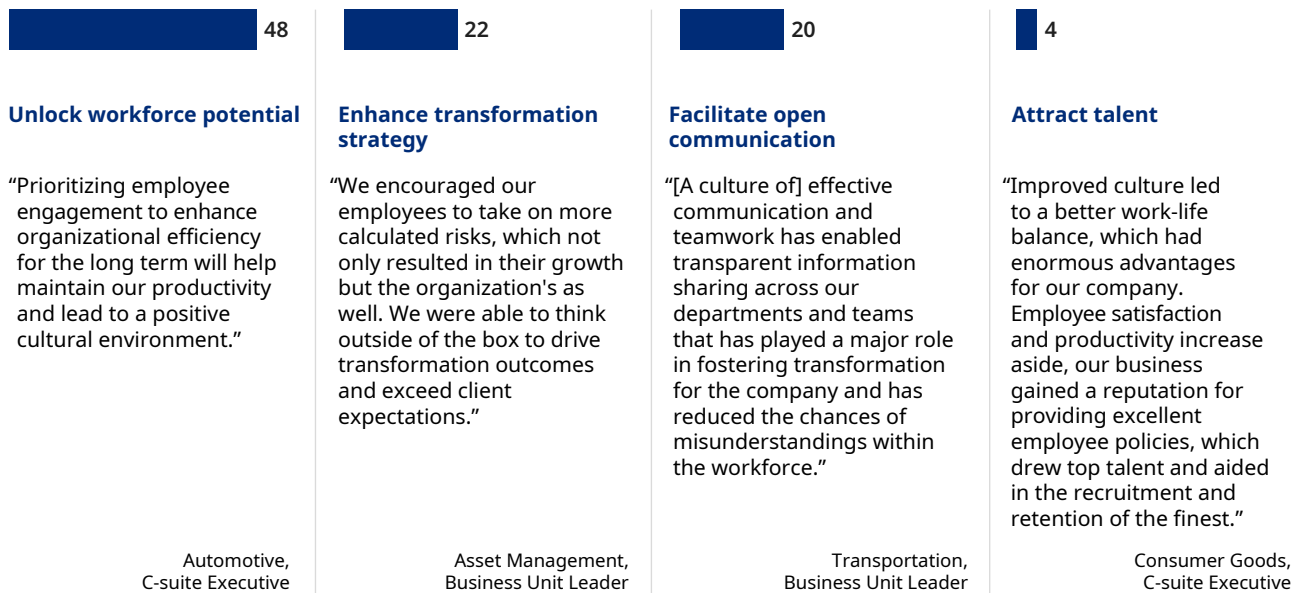 48
Unlock workforce potential
“Prioritizing employee
engagement to enhance
organizational efficiency
for the long term will help
maintain our productivity
and lead to a positive
cultural environment.”
Automotive,
C-suite Executive
22
Enhance transformation
strategy
“We encouraged our
employees to take on more
calculated risks, which not
only resulted in their growth
but the organization's as
well. We were able to think
outside of the box to drive
transformation outcomes
and exceed client
expectations.”
Asset Management,
Business Unit Leader
20
Facilitate open
communication
“[A culture of] effective
communication and
teamwork has enabled
transparent information
sharing across our
departments and teams
that has played a major role
in fostering transformation
for the company and has
reduced the chances of
misunderstandings within
the workforce.”
Transportation,
Business Unit Leader
4
Attract talent
“Improved culture led
to a better work-life
balance, which had
enormous advantages
for our company.
Employee satisfaction
and productivity increase
aside, our business
gained a reputation for
providing excellent
employee policies, which
drew top talent and aided
in the recruitment and
retention of the finest.”
Consumer Goods,
C-suite Executive